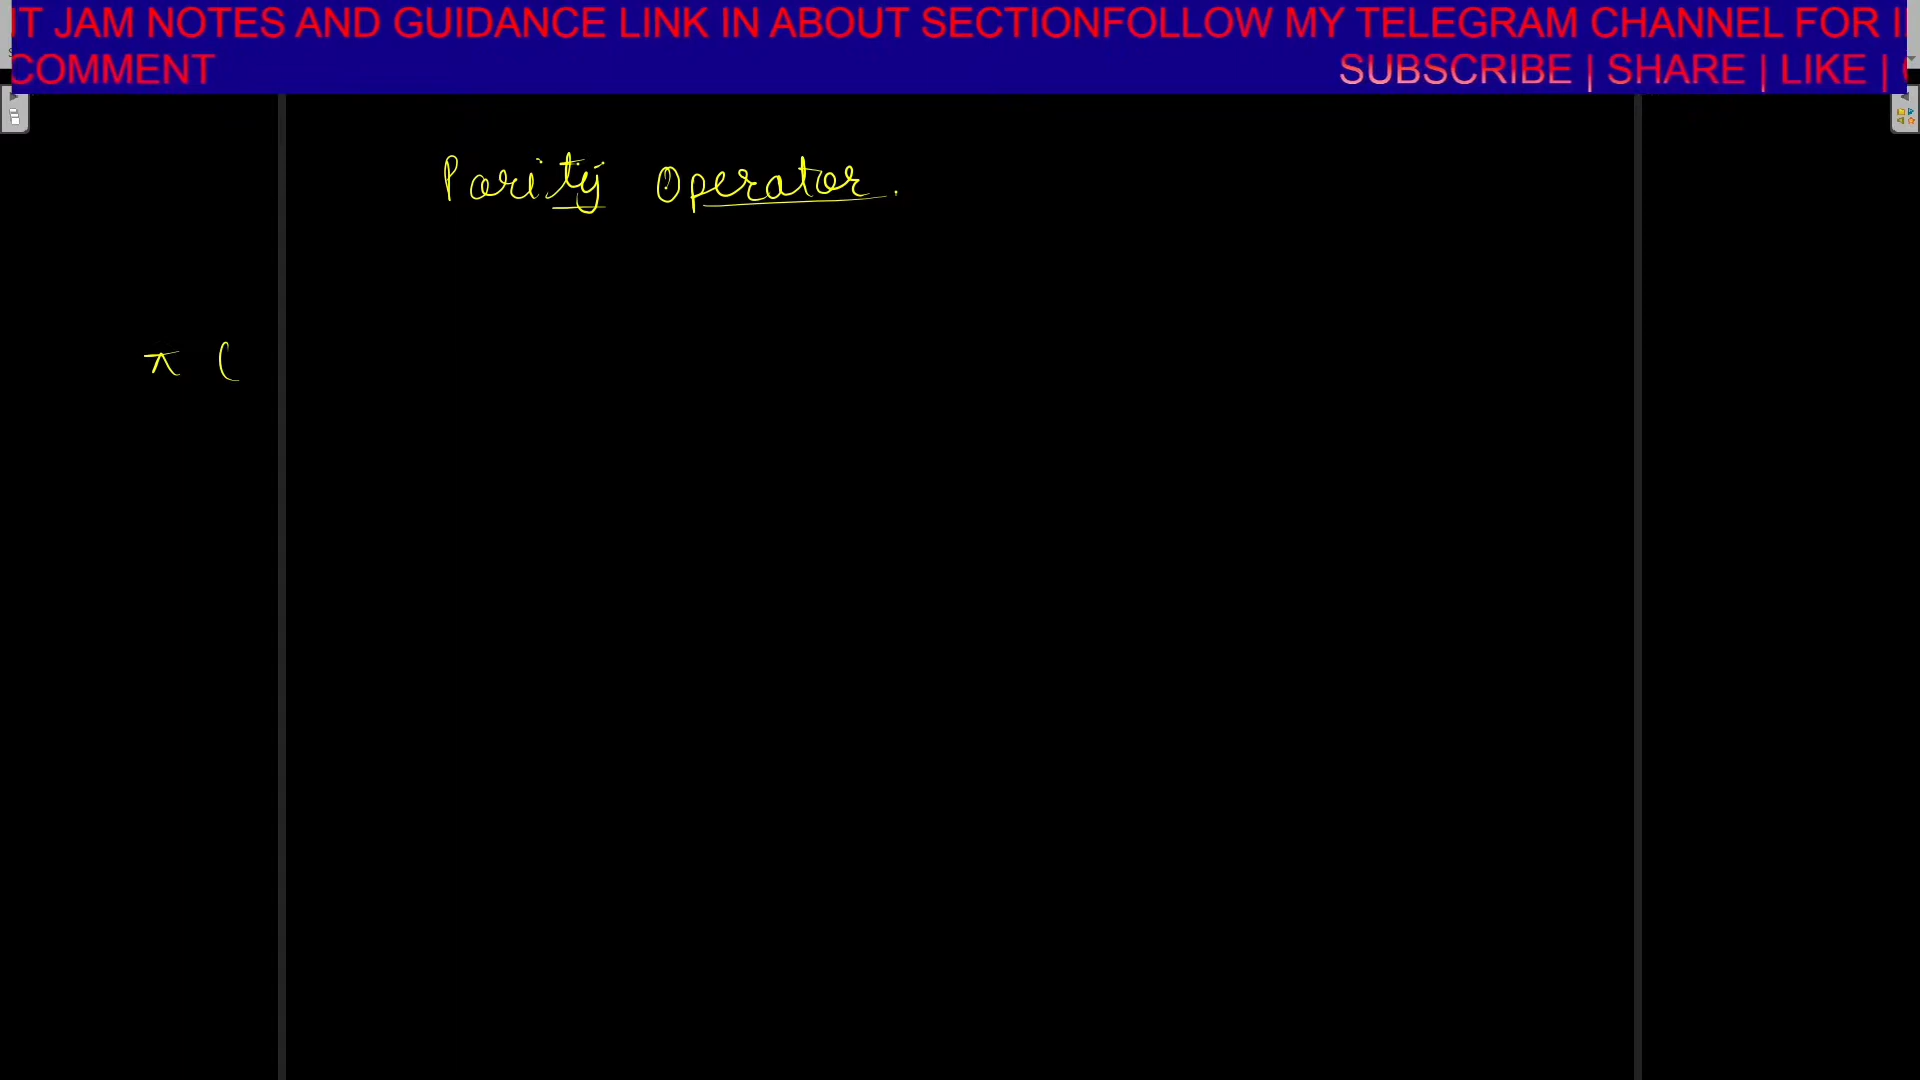 IT JAM NOTES AND GUIDANCE LINK IN ABOUT SECTIONFOLLOW MY TELEGRAM CHANNEL FOR
COMMENT SUBSCRIBE | SHARE | LIKE |
Parity Operator.
π (